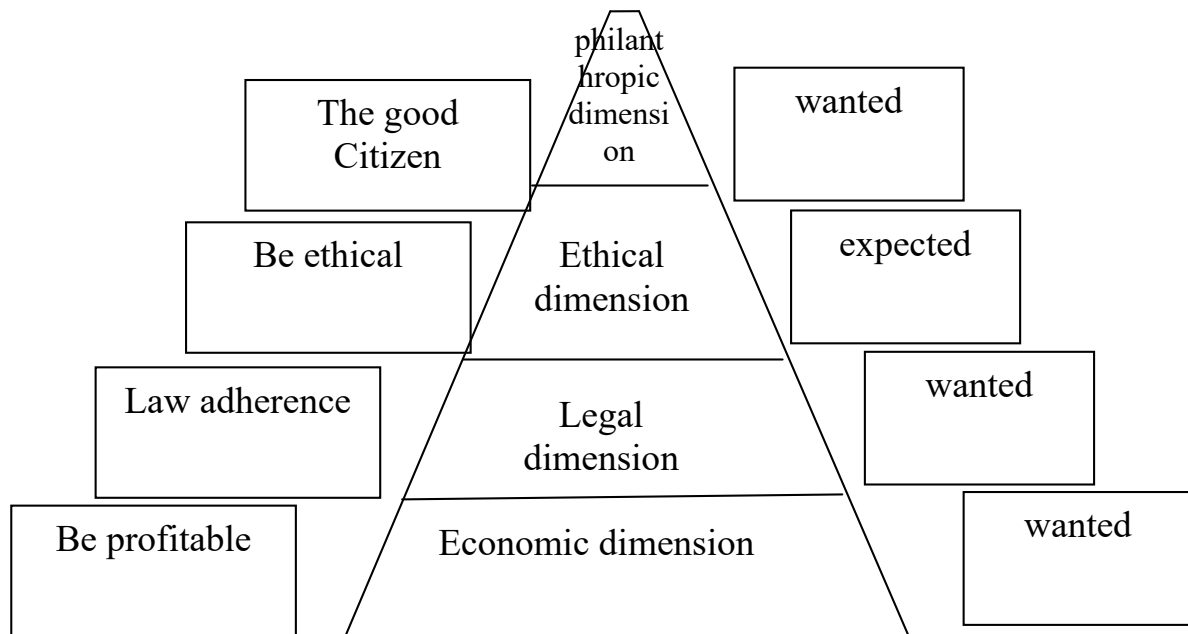 philant
hropic
dimensi
on
The good
Citizen
wanted
Be ethical
Ethical
dimension
expected
Law adherence
Legal
dimension
wanted
Be profitable
Economic dimension
wanted